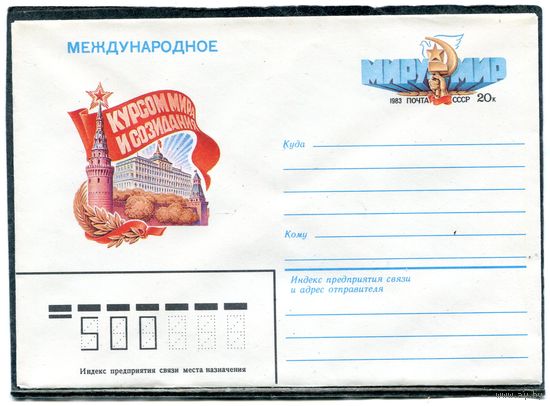 МЕЖДУНАРОДНОЕ
КУРСОМ МИРА
И СОЗИДАНИЯ
МИРУ МИР
1983 ПОЧТА СССР 20к
Куда
Кому
Индекс предприятия связи
и адрес отправителя
500
Индекс предприятия связи места назначения